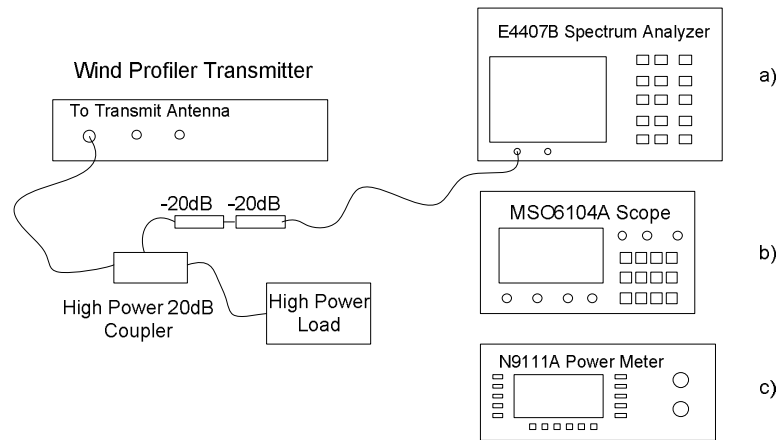 E4407B Spectrum Analyzer
a)
Wind Profiler Transmitter
To Transmit Antenna
-20dB -20dB
MSO6104A Scope
b)
High Power 20dB
Coupler
High Power
Load
N9111A Power Meter
c)